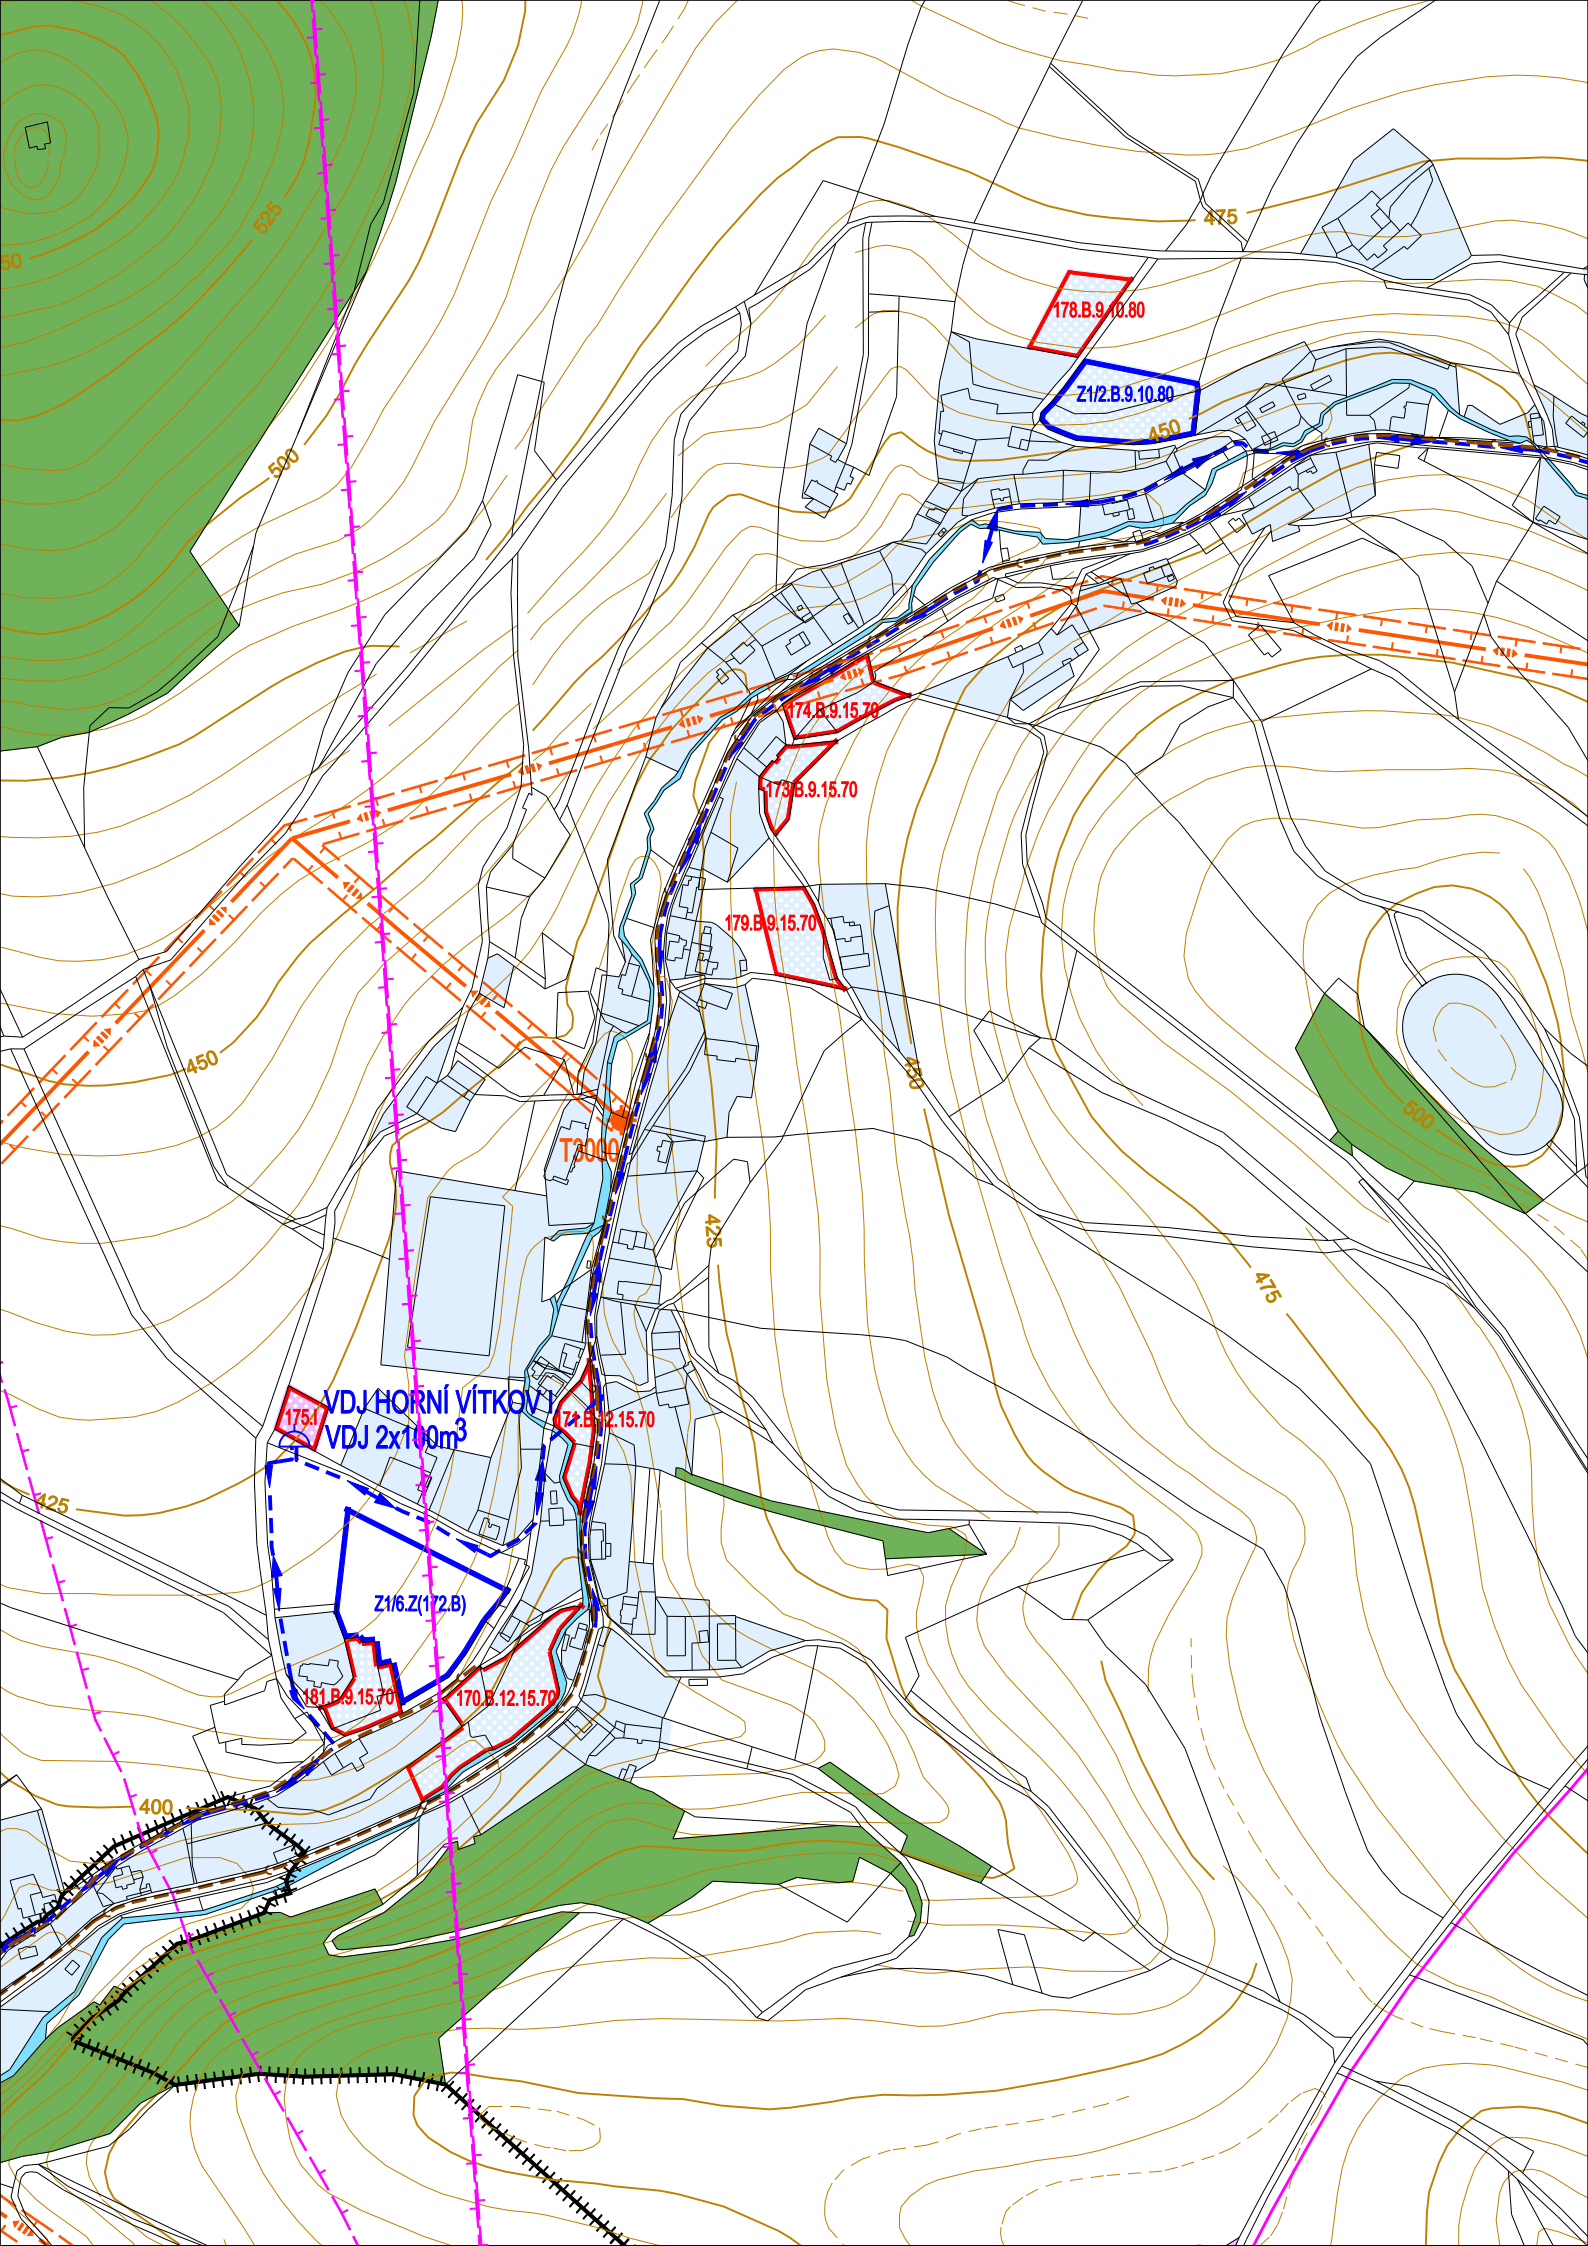 475
525
50
178.B.9.10.80
Z1/2.B.9.10.80
450
500
174.B.9.15.70
173.B.9.15.70
179.B.9.15.70
450
450
500
T3000
425
475
VDJ HORNÍ VÍTKOV I.
175.I
171.B.12.15.70
VDJ 2x100m³
425
Z1/6.Z(172.B)
181.B.9.15.70
170.B.12.15.70
400